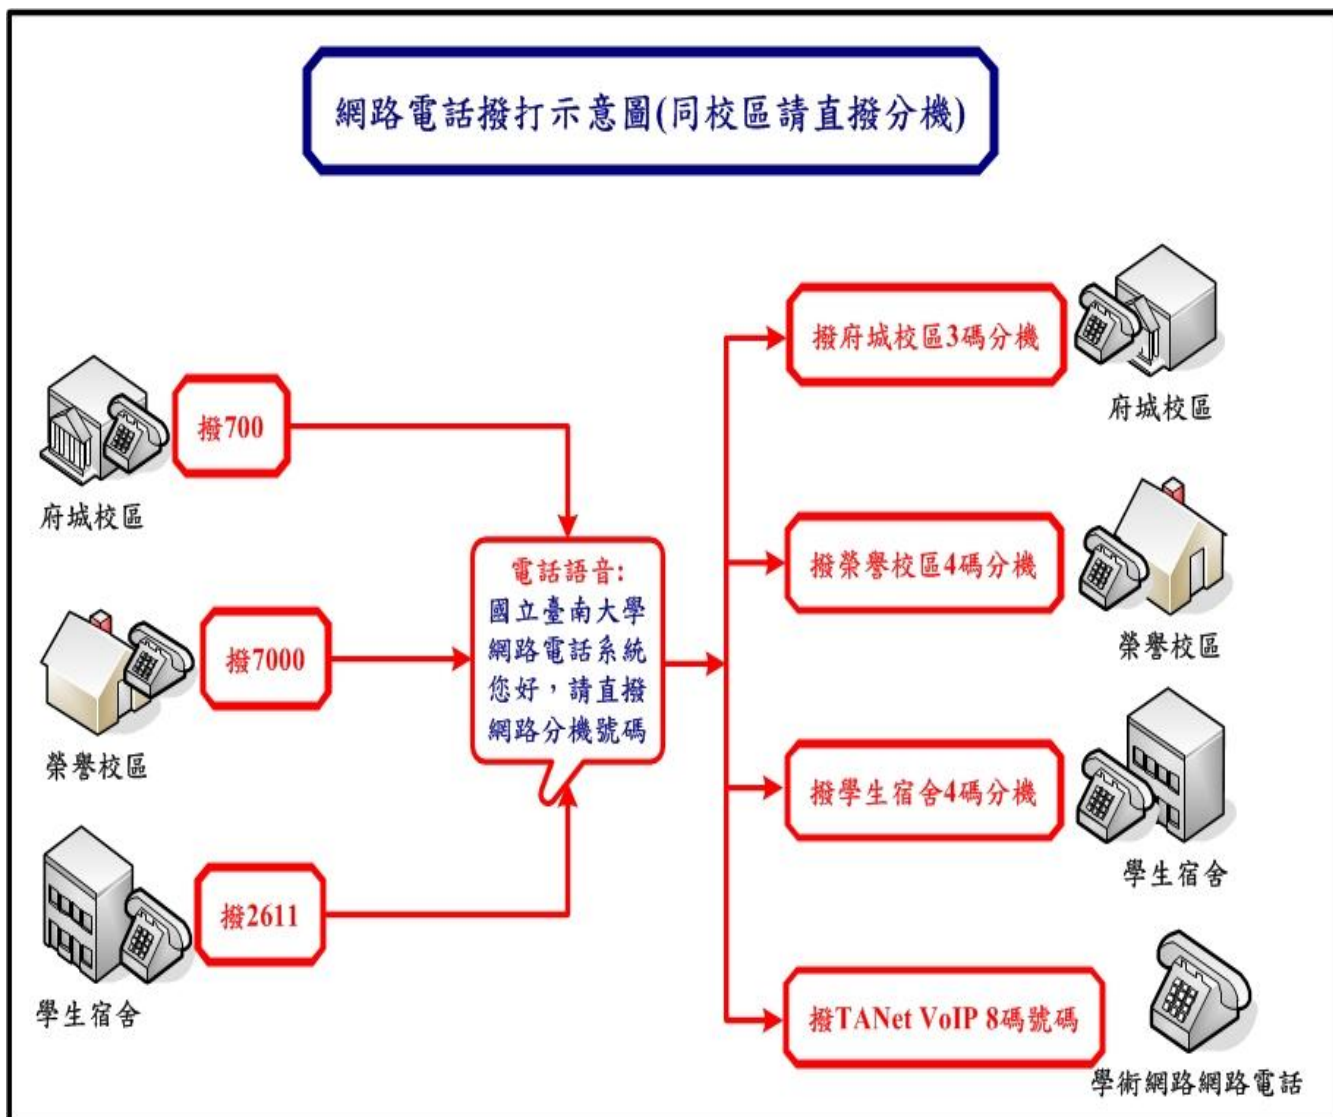 網路電話撥打示意圖(同校區請直撥分機)
撥700
府城校區
撥7000
榮譽校區
撥2611
學生宿舍
電話語音:
國立臺南大學
網路電話系統
您好,請直撥
網路分機號碼
撥府城校區3碼分機
府城校區
撥榮譽校區4碼分機
榮譽校區
撥學生宿舍4碼分機
學生宿舍
撥TANet VoIP 8碼號碼
學術網路網路電話